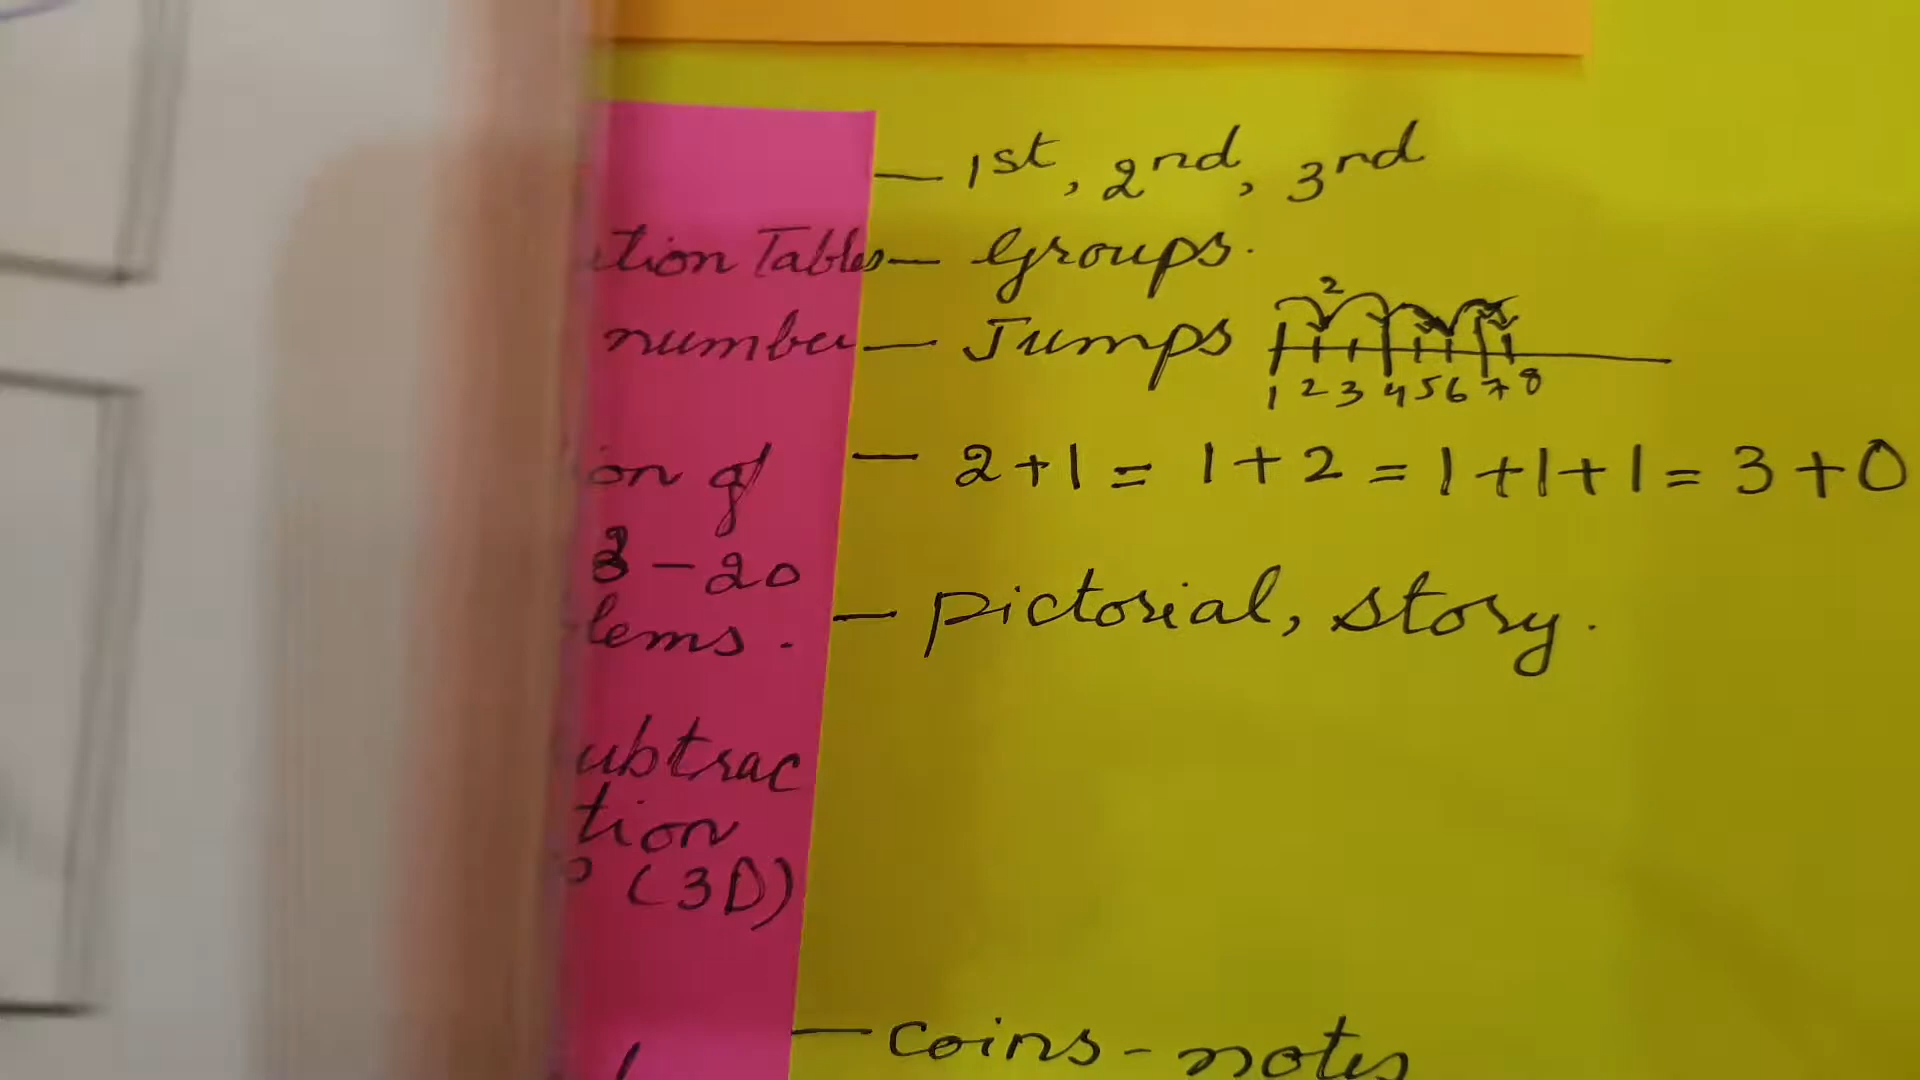 — 1st, 2nd, 3rd
tion Tables — Groups.
number — Jumps
2
1 2 3 4 5 6 7 8
on of — 2+1 = 1+2 = 1+1+1 = 3+0
3 - 20
lems. — pictorial, story.
ubtrac
tion
(3D)
— coins - notes